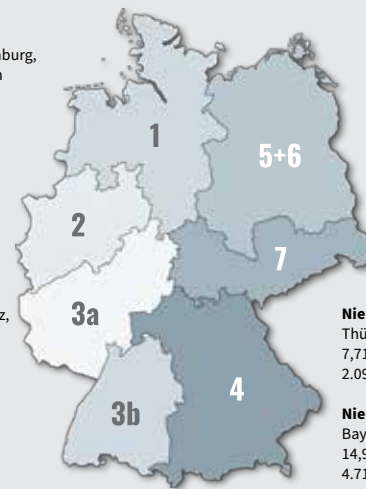 burg,
1
5+6
2
7
3a
z,
Nie
Thü
7,71
2.09
3b
4
Nie
Bay
14,9
4.71